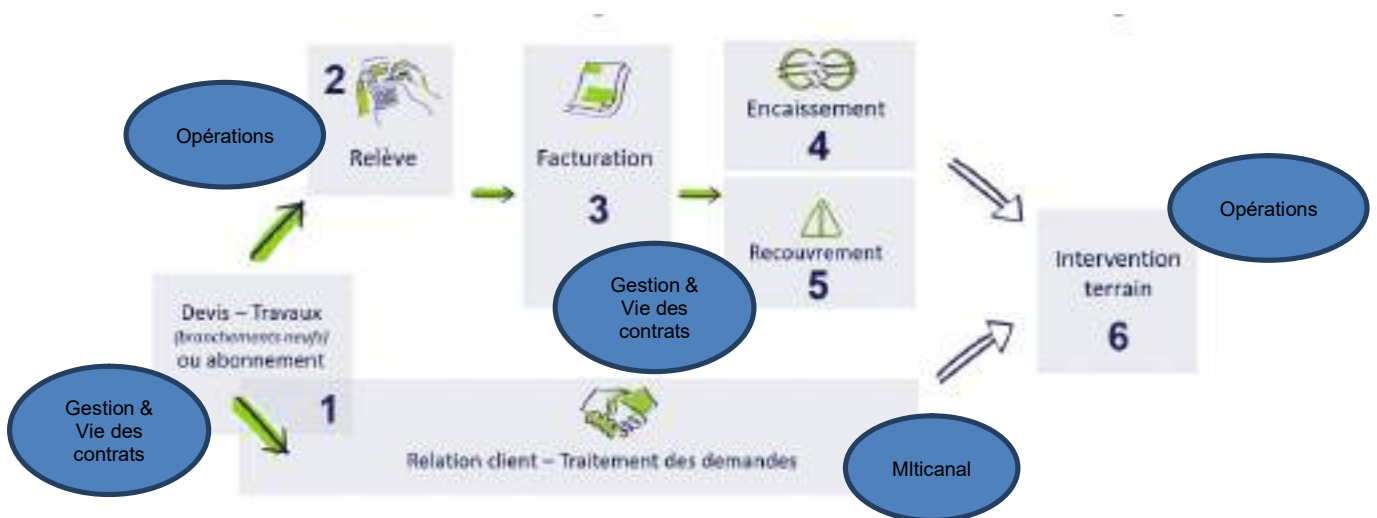 2
Opérations
Relève
Facturation
3
Encaissement
4
Recouvrement
5
Gestion &
Vie des
contrats
Opérations
Intervention
terrain
6
Devis – Travaux
(branchements neufs)
ou abonnement
1
Gestion &
Vie des
contrats
Relation client – Traitement des demandes
MIticanal